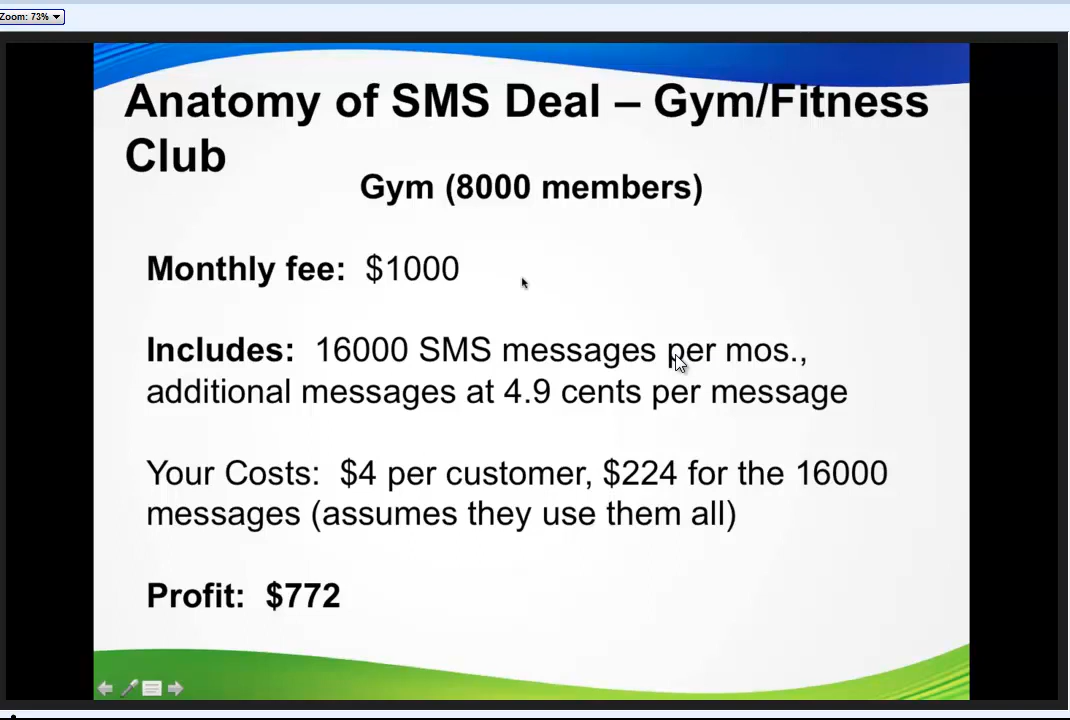 Zoom: 73%
Anatomy of SMS Deal – Gym/Fitness
Club
Gym (8000 members)
Monthly fee: $1000
Includes: 16000 SMS messages per mos.,
additional messages at 4.9 cents per message
Your Costs: $4 per customer, $224 for the 16000
messages (assumes they use them all)
Profit: $772